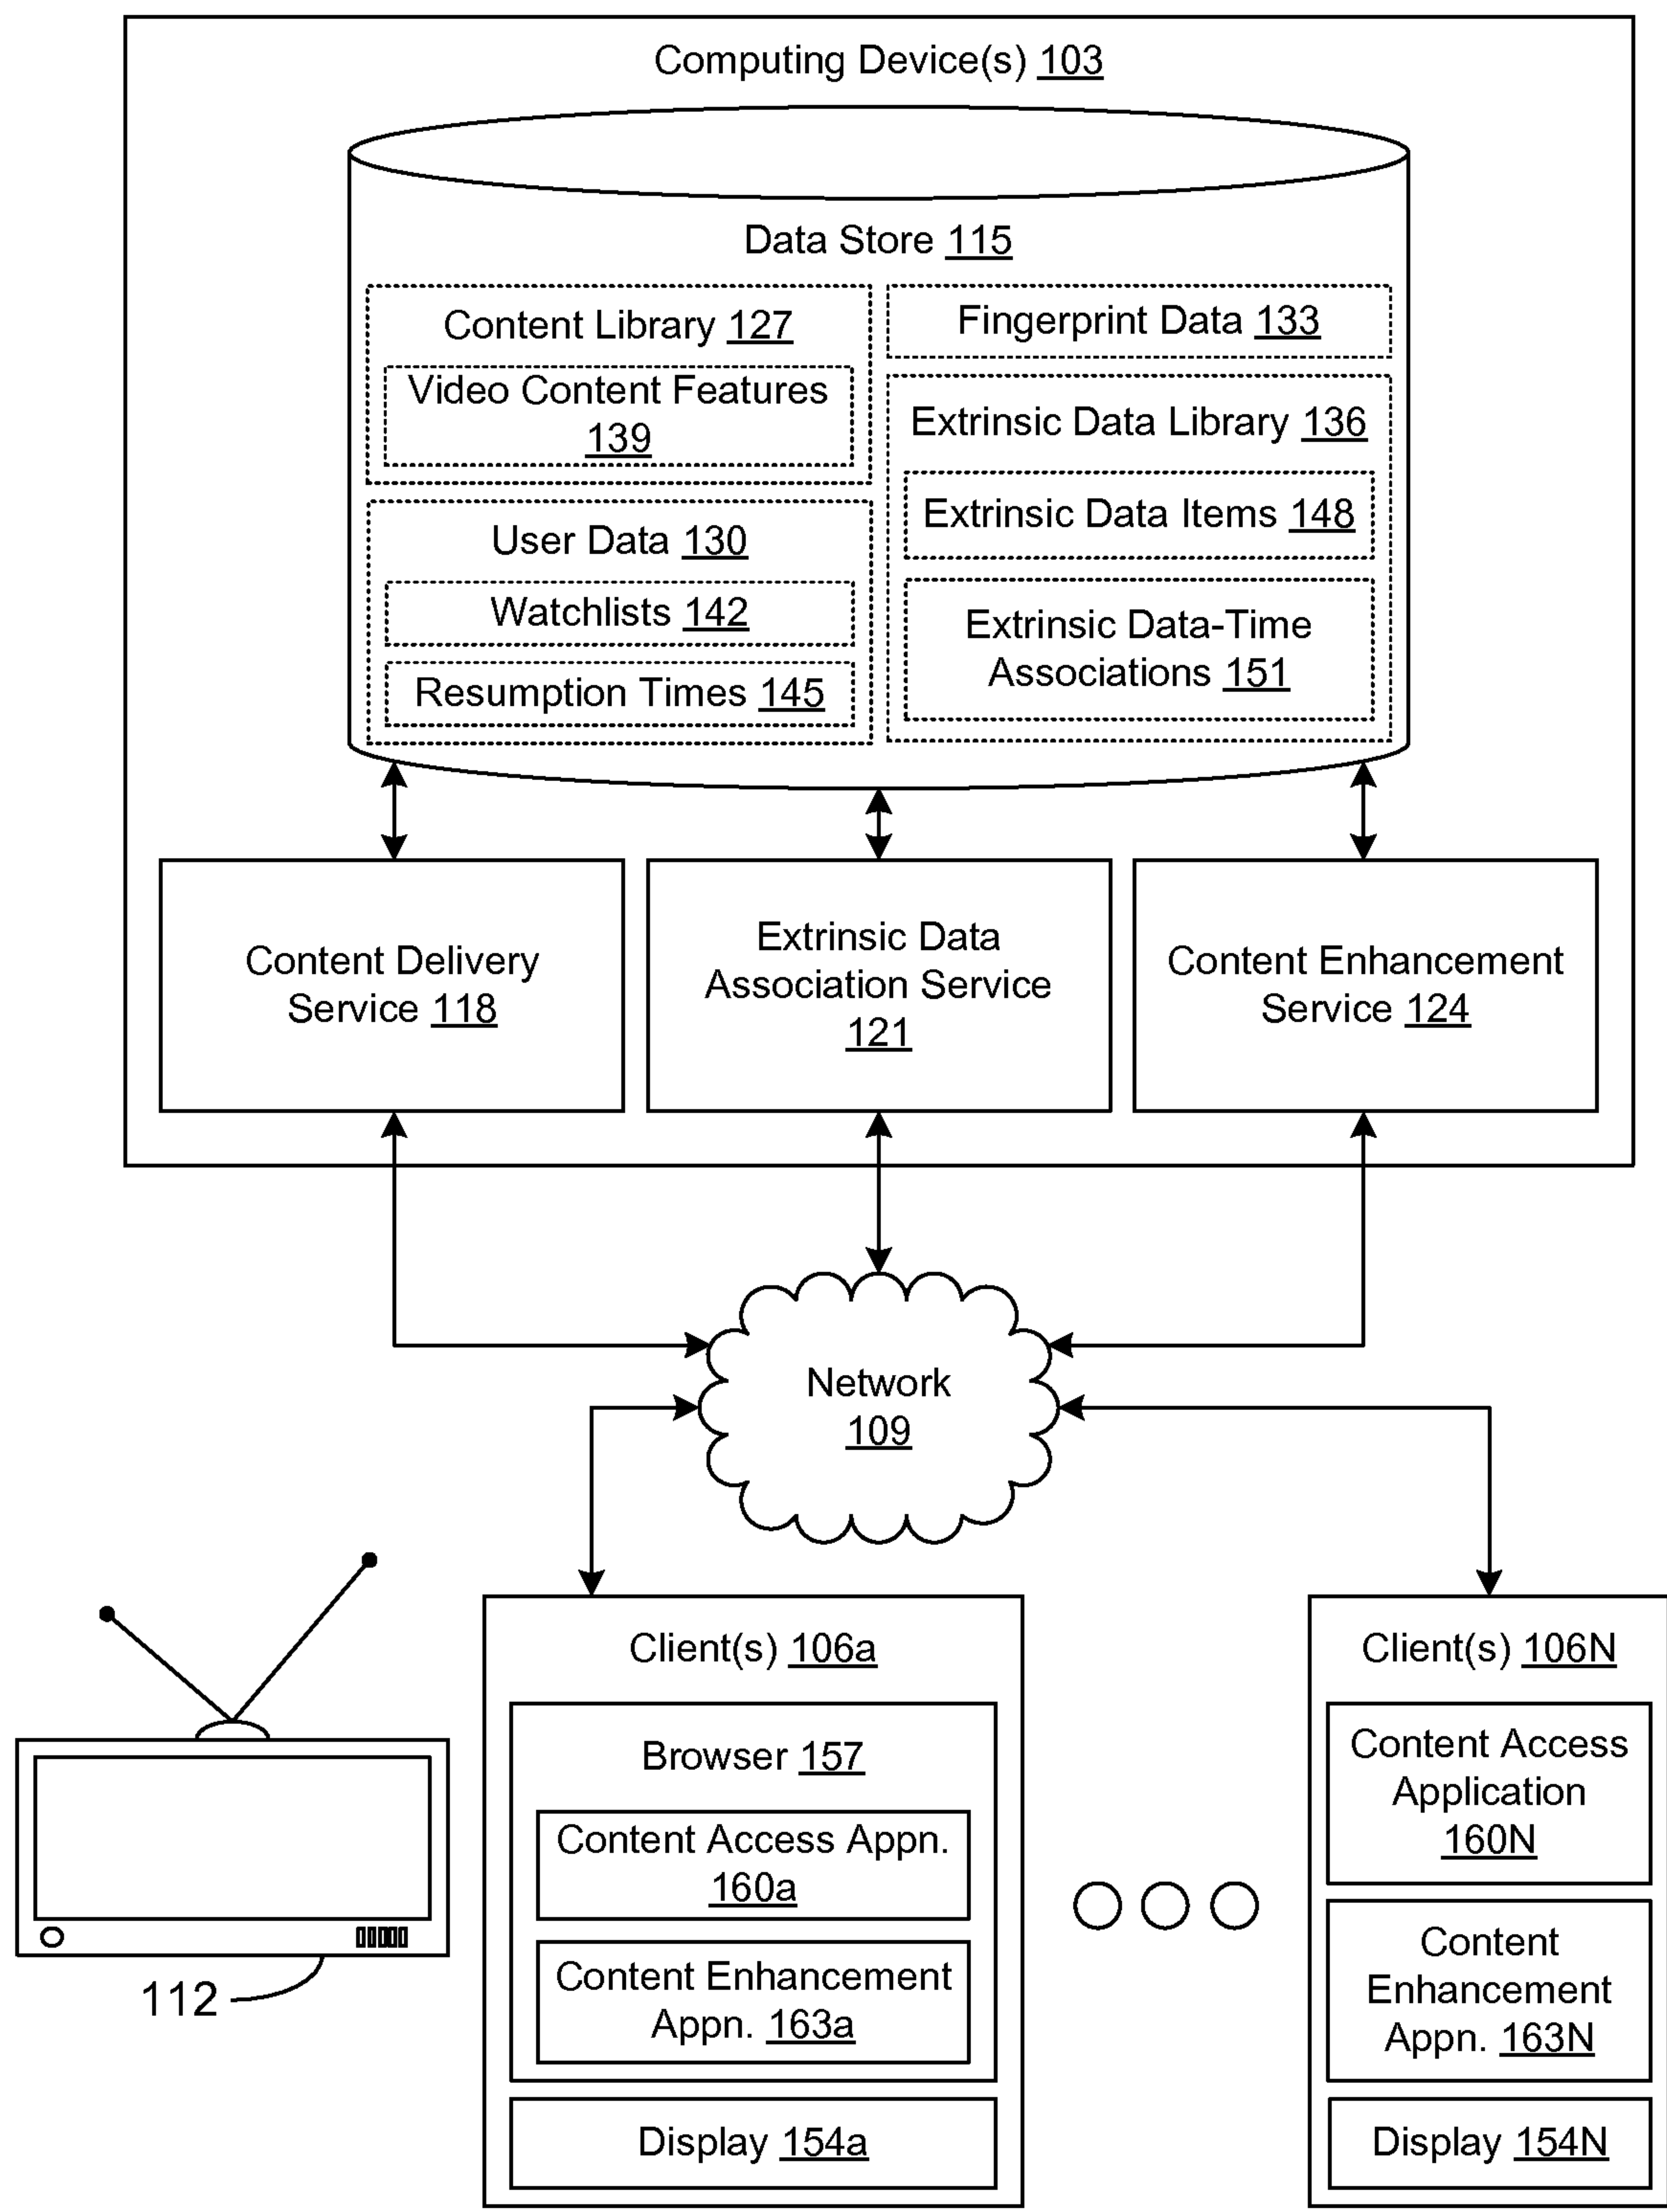 Computing Device(s) 103
Data Store 115
Content Library 127
Video Content Features
139
User Data 130
Watchlists 142
Resumption Times 145
Fingerprint Data 133
Extrinsic Data Library 136
Extrinsic Data Items 148
Extrinsic Data-Time
Associations 151
Content Delivery
Service 118
Extrinsic Data
Association Service
121
Content Enhancement
Service 124
Network
109
112
Client(s) 106a
Browser 157
Content Access Appn.
160a
Content Enhancement
Appn. 163a
Display 154a
Client(s) 106N
Content Access
Application
160N
Content
Enhancement
Appn. 163N
Display 154N